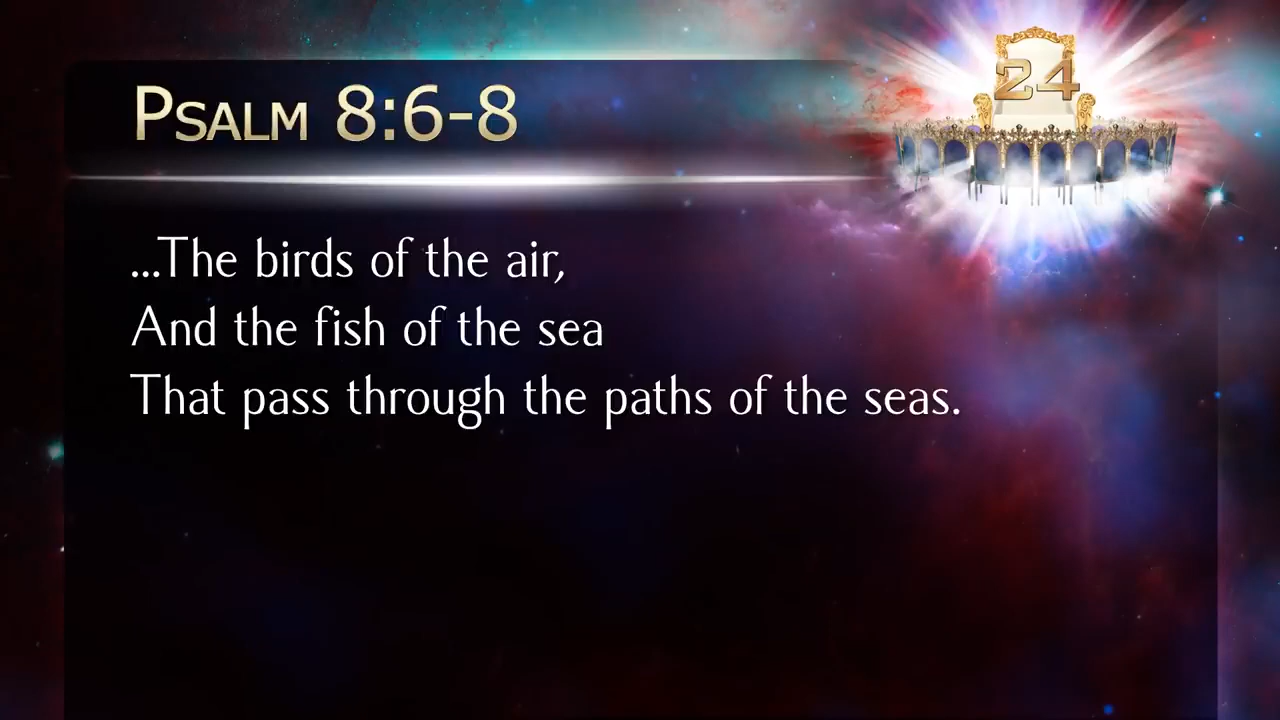 Psalm 8:6-8
24
...The birds of the air,
And the fish of the sea
That pass through the paths of the seas.